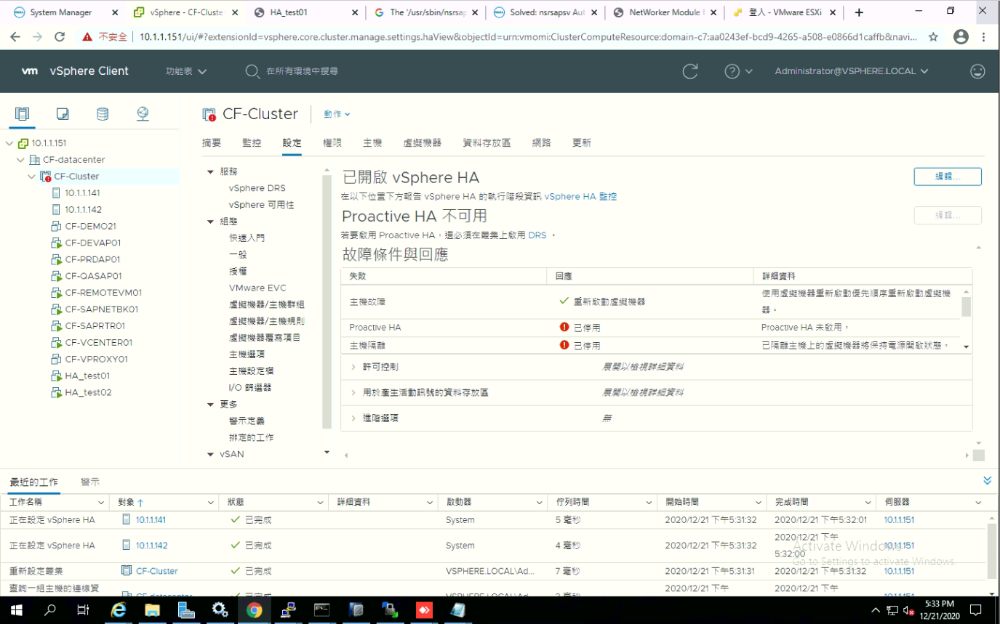 System Manager
vSphere - CF-Cluste
HA_test01
The '/usr/sbin/nsrsap
Solved: nsrsapsv Aut
NetWorker Module
登入 - VMware ESXi
不安全
10.1.1.151/ui/#?extensionId=vsphere.core.cluster.manage.settings.haView&objectId=urn:vmomi:ClusterComputeResource:domain-c7:aa0243ef-bcd9-4265-a508-e0866d1caffb&navi...
vm vSphere Client
功能表
在所有環境中搜尋
Administrator@VSPHERE.LOCAL
10.1.1.151
CF-datacenter
CF-Cluster
10.1.1.141
10.1.1.142
CF-DEMO21
CF-DEVAP01
CF-PRDAP01
CF-QASAP01
CF-REMOTEVM01
CF-SAPNETBK01
CF-SAPRTR01
CF-VCENTER01
CF-VPROXY01
HA_test01
HA_test02
CF-Cluster
動作
摘要 監控 設定 權限 主機 虛擬機器 資料存放區 網路 更新
服務
vSphere DRS
vSphere 可用性
組態
快速入門
一般
授權
VMware EVC
虛擬機器/主機群組
虛擬機器/主機規則
虛擬機器覆寫項目
主機選項
主機設定檔
I/O 篩選器
更多
警示定義
排定的工作
vSAN
已開啟 vSphere HA
編輯...
在以下位置下方報告 vSphere HA 的執行階段資訊 vSphere HA 監控
Proactive HA 不可用
編輯...
若要啟用 Proactive HA，還必須在叢集上啟用 DRS 。
故障條件與回應
失敗 回應 詳細資料
主機故障 重新啟動虛擬機器 使用虛擬機器重新啟動優先順序重新啟動虛擬機
器。
Proactive HA 已停用 Proactive HA 未啟用。
主機隔離 已停用 已隔離主機上的虛擬機器將保持電源開啟狀態。
許可控制 展開以檢視詳細資料
用於產生活動訊號的資料存放區 展開以檢視詳細資料
進階選項 無
最近的工作 警示
工作名稱 對象 狀態 詳細資料 啟動器 佇列時間 開始時間 完成時間 伺服器
正在設定 vSphere HA 10.1.1.141 已完成 System 5 毫秒 2020/12/21 下午5:31:32 2020/12/21 下午5:32:01 10.1.1.151
正在設定 vSphere HA 10.1.1.142 已完成 System 4 毫秒 2020/12/21 下午5:31:32 2020/12/21 下午
5:32:00 10.1.1.151
重新設定叢集 CF-Cluster 已完成 VSPHERE.LOCAL\Ad... 7 毫秒 2020/12/21 下午5:31:31 2020/12/21 下午5:31:32 10.1.1.151
查詢一組主機的連線資 CF-datacenter 已完成 VSPHERE.LOCAL\Ad... 2020/12/21 下午 2020/12/21 下午 10.1.1.151
Activate Windows
Go to Settings to activate Windows.
5:33 PM
12/21/2020